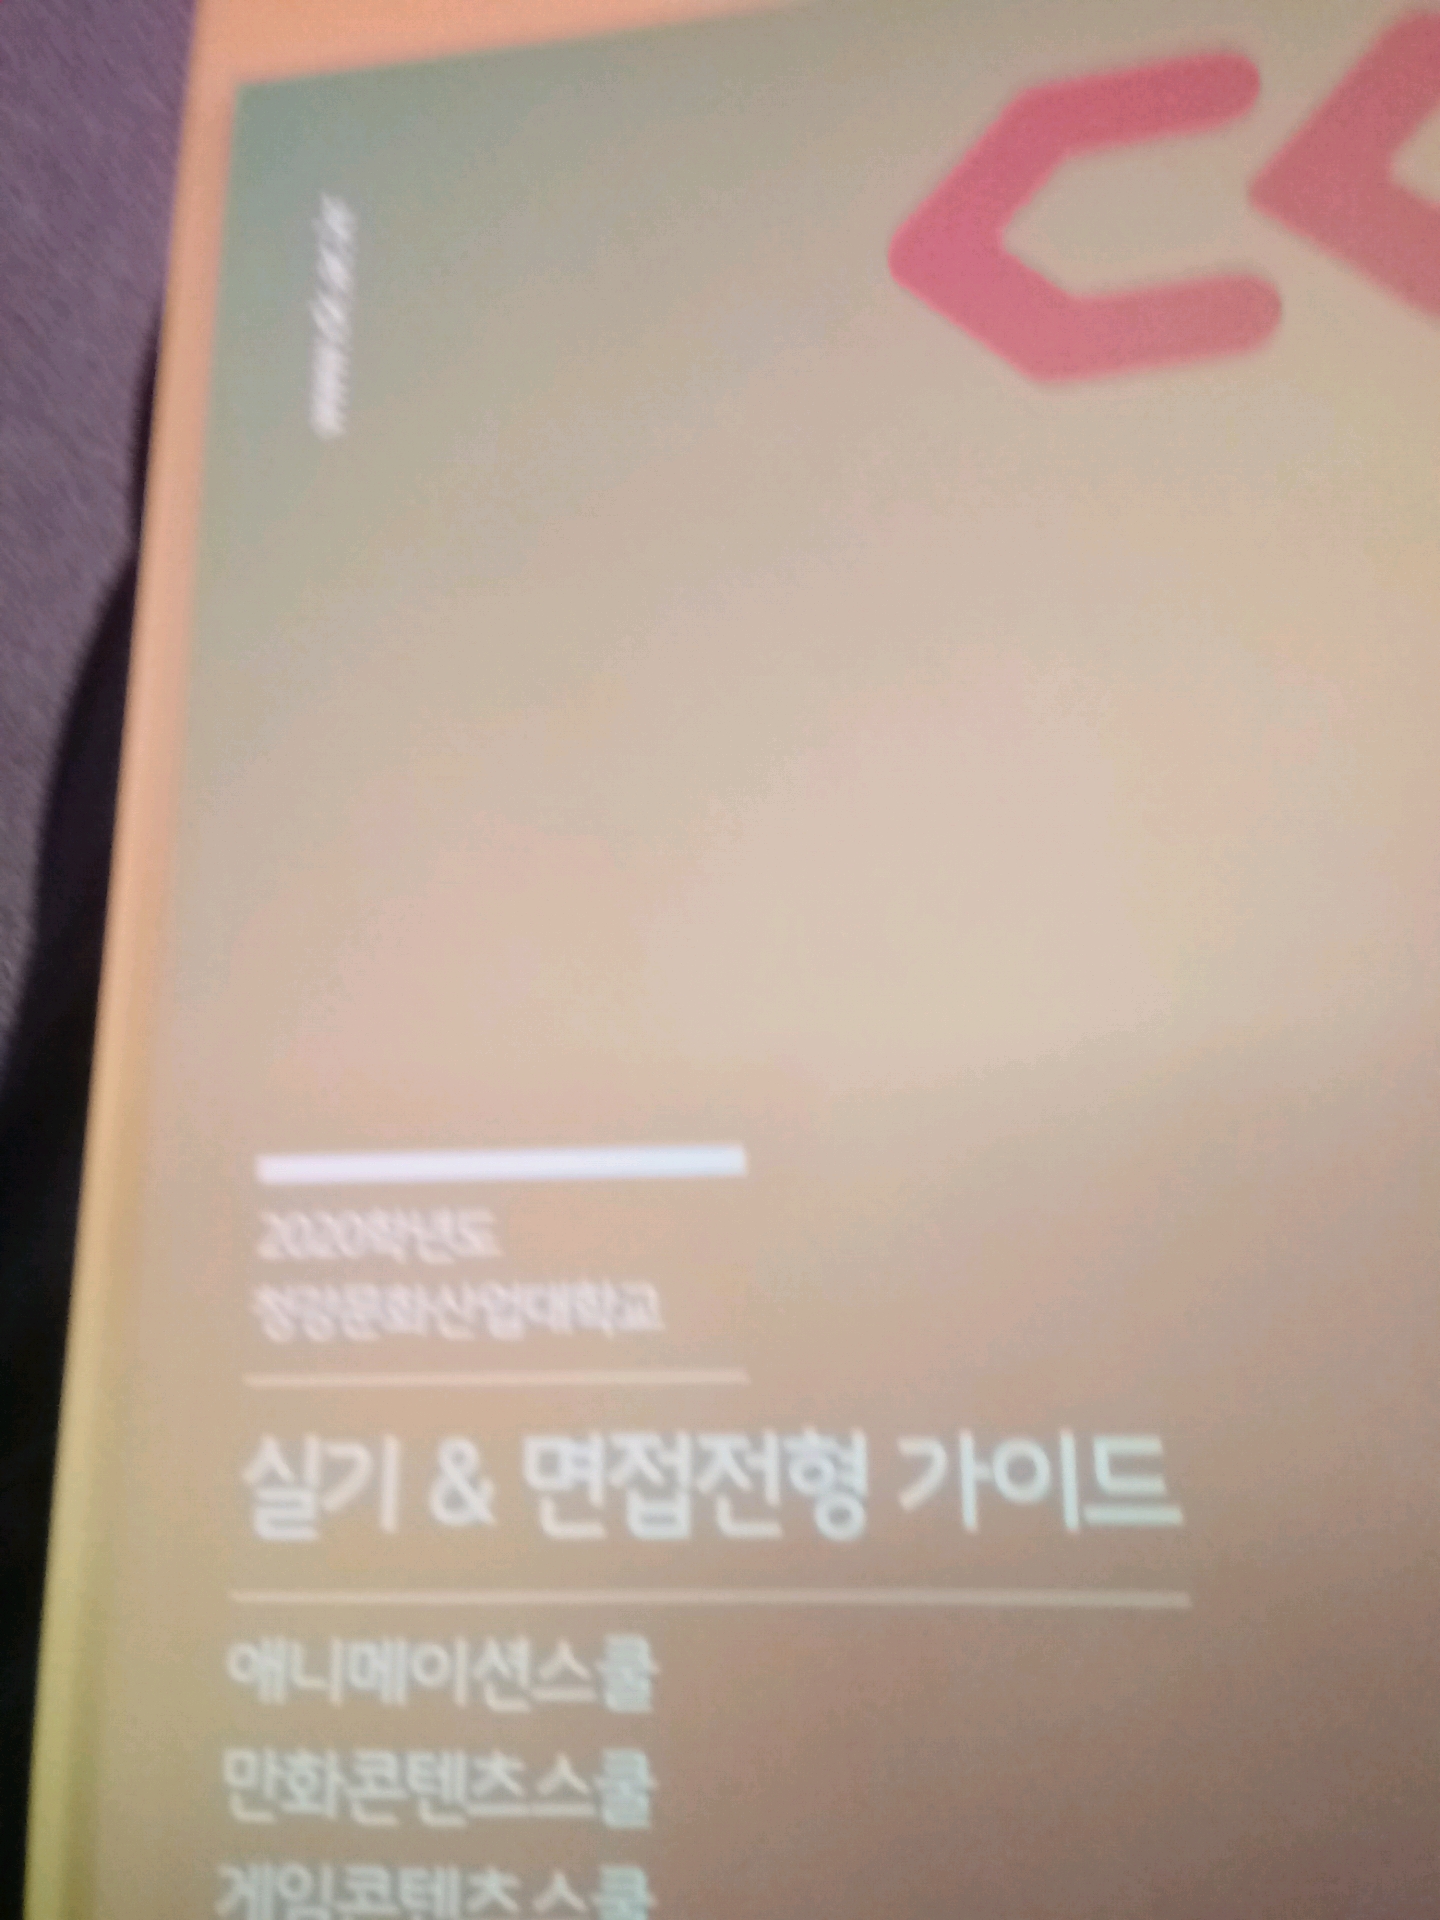 2020학년도
청강문화산업대학교
실기 & 면접전형 가이드
애니메이션스쿨
만화콘텐츠스쿨
게임콘텐츠스쿨